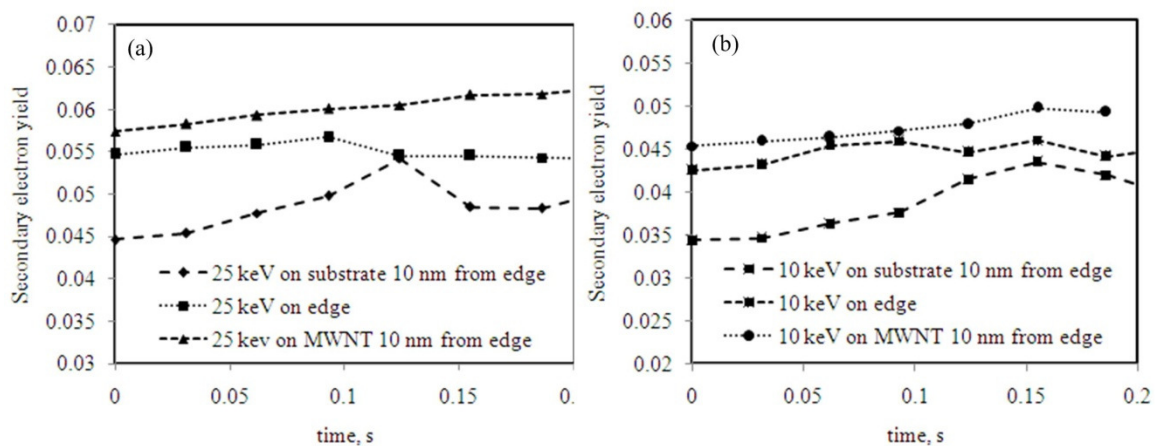 (a)
Secondary electron yield
0.07
0.065
0.06
0.055
0.05
0.045
0.04
0.035
0.03
25 keV on substrate 10 nm from edge
25 keV on edge
25 kev on MWNT 10 nm from edge
0 0.05 0.1 0.15 0.
time, s
(b)
Secondary electron yield
0.06
0.055
0.05
0.045
0.04
0.035
0.03
0.025
0.02
10 keV on substrate 10 nm from edge
10 keV on edge
10 keV on MWNT 10 nm from edge
0 0.05 0.1 0.15 0.2
time, s